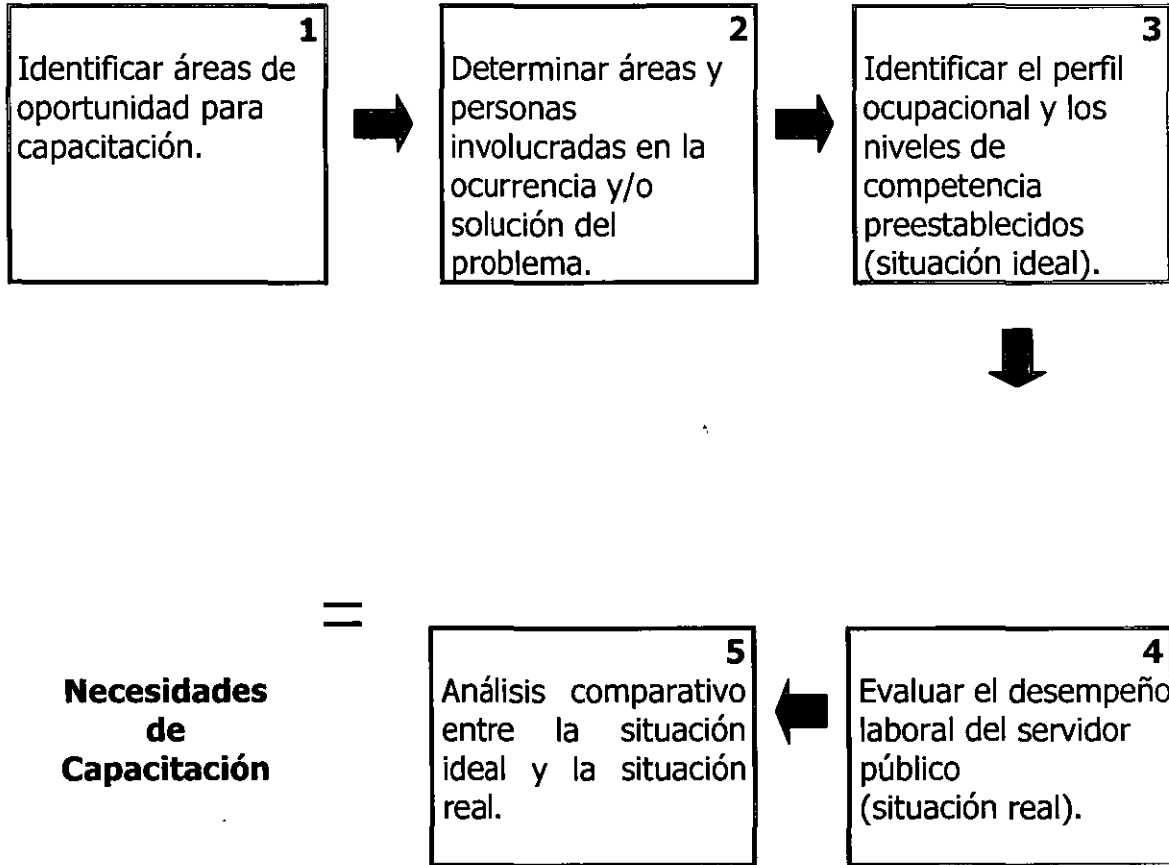 1
Identificar áreas de
oportunidad para
capacitación.
2
Determinar áreas y
personas
involucradas en la
ocurrencia y/o
solución del
problema.
3
Identificar el perfil
ocupacional y los
niveles de
competencia
preestablecidos
(situación ideal).
4
Evaluar el desempeño
laboral del servidor
público
(situación real).
5
Análisis comparativo
entre la situación
ideal y la situación
real.
=
Necesidades
de
Capacitación